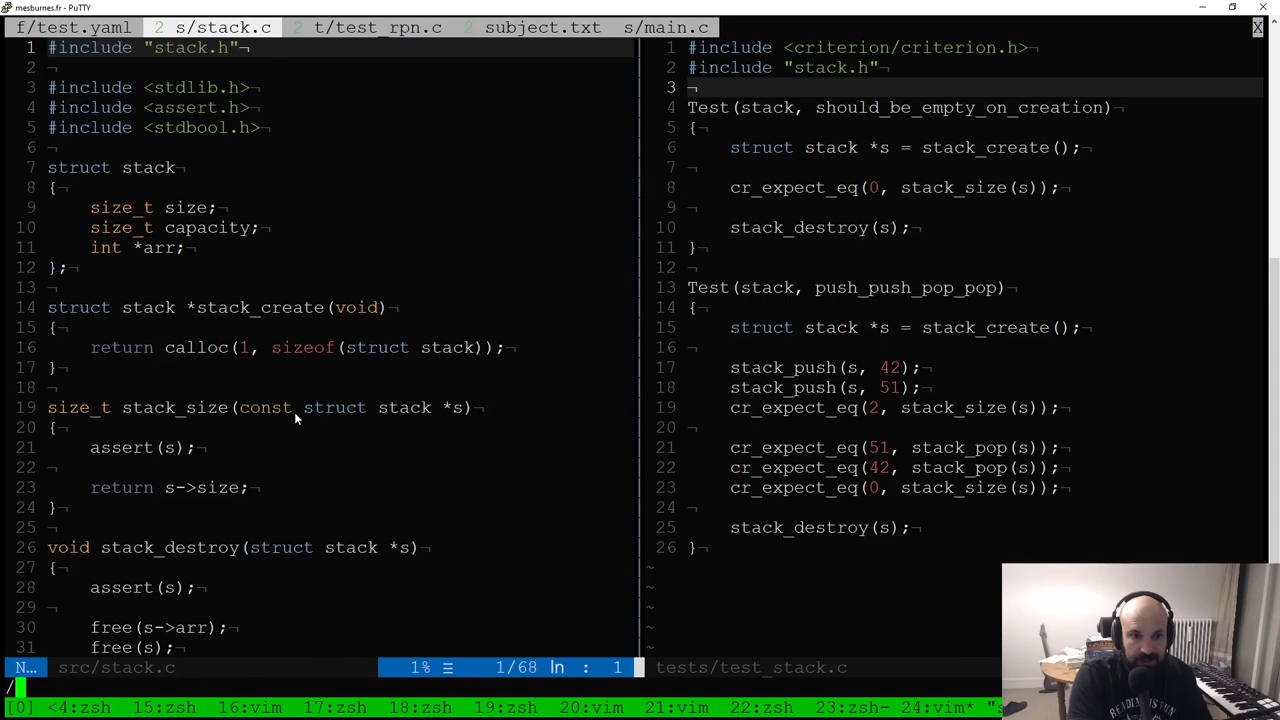 mesburnes.fr - PuTTY
f/test.yaml 2 s/stack.c 2 t/test_rpn.c 2 subject.txt s/main.c X
1 #include "stack.h"¬
2 ¬
3 #include <stdlib.h>¬
4 #include <assert.h>¬
5 #include <stdbool.h>¬
6 ¬
7 struct stack¬
8 {¬
9 size_t size;¬
10 size_t capacity;¬
11 int *arr;¬
12 };¬
13 ¬
14 struct stack *stack_create(void)¬
15 {¬
16 return calloc(1, sizeof(struct stack));¬
17 }¬
18 ¬
19 size_t stack_size(const struct stack *s)¬
20 {¬
21 assert(s);¬
22 ¬
23 return s->size;¬
24 }¬
25 ¬
26 void stack_destroy(struct stack *s)¬
27 {¬
28 assert(s);¬
29 ¬
30 free(s->arr);¬
31 free(s);¬
N... src/stack.c 1% ☰ 1/68 ln : 1
1 #include <criterion/criterion.h>¬
2 #include "stack.h"¬
3 ¬
4 Test(stack, should_be_empty_on_creation)¬
5 {¬
6 struct stack *s = stack_create();¬
7 ¬
8 cr_expect_eq(0, stack_size(s));¬
9 ¬
10 stack_destroy(s);¬
11 }¬
12 ¬
13 Test(stack, push_push_pop_pop)¬
14 {¬
15 struct stack *s = stack_create();¬
16 ¬
17 stack_push(s, 42);¬
18 stack_push(s, 51);¬
19 cr_expect_eq(2, stack_size(s));¬
20 ¬
21 cr_expect_eq(51, stack_pop(s));¬
22 cr_expect_eq(42, stack_pop(s));¬
23 cr_expect_eq(0, stack_size(s));¬
24 ¬
25 stack_destroy(s);¬
26 }¬
~
~
~
~
tests/test_stack.c
/
[0] <4:zsh 15:zsh 16:vim 17:zsh 18:zsh 19:zsh 20:vim 21:vim 22:zsh 23:zsh- 24:vim* "s
READALL